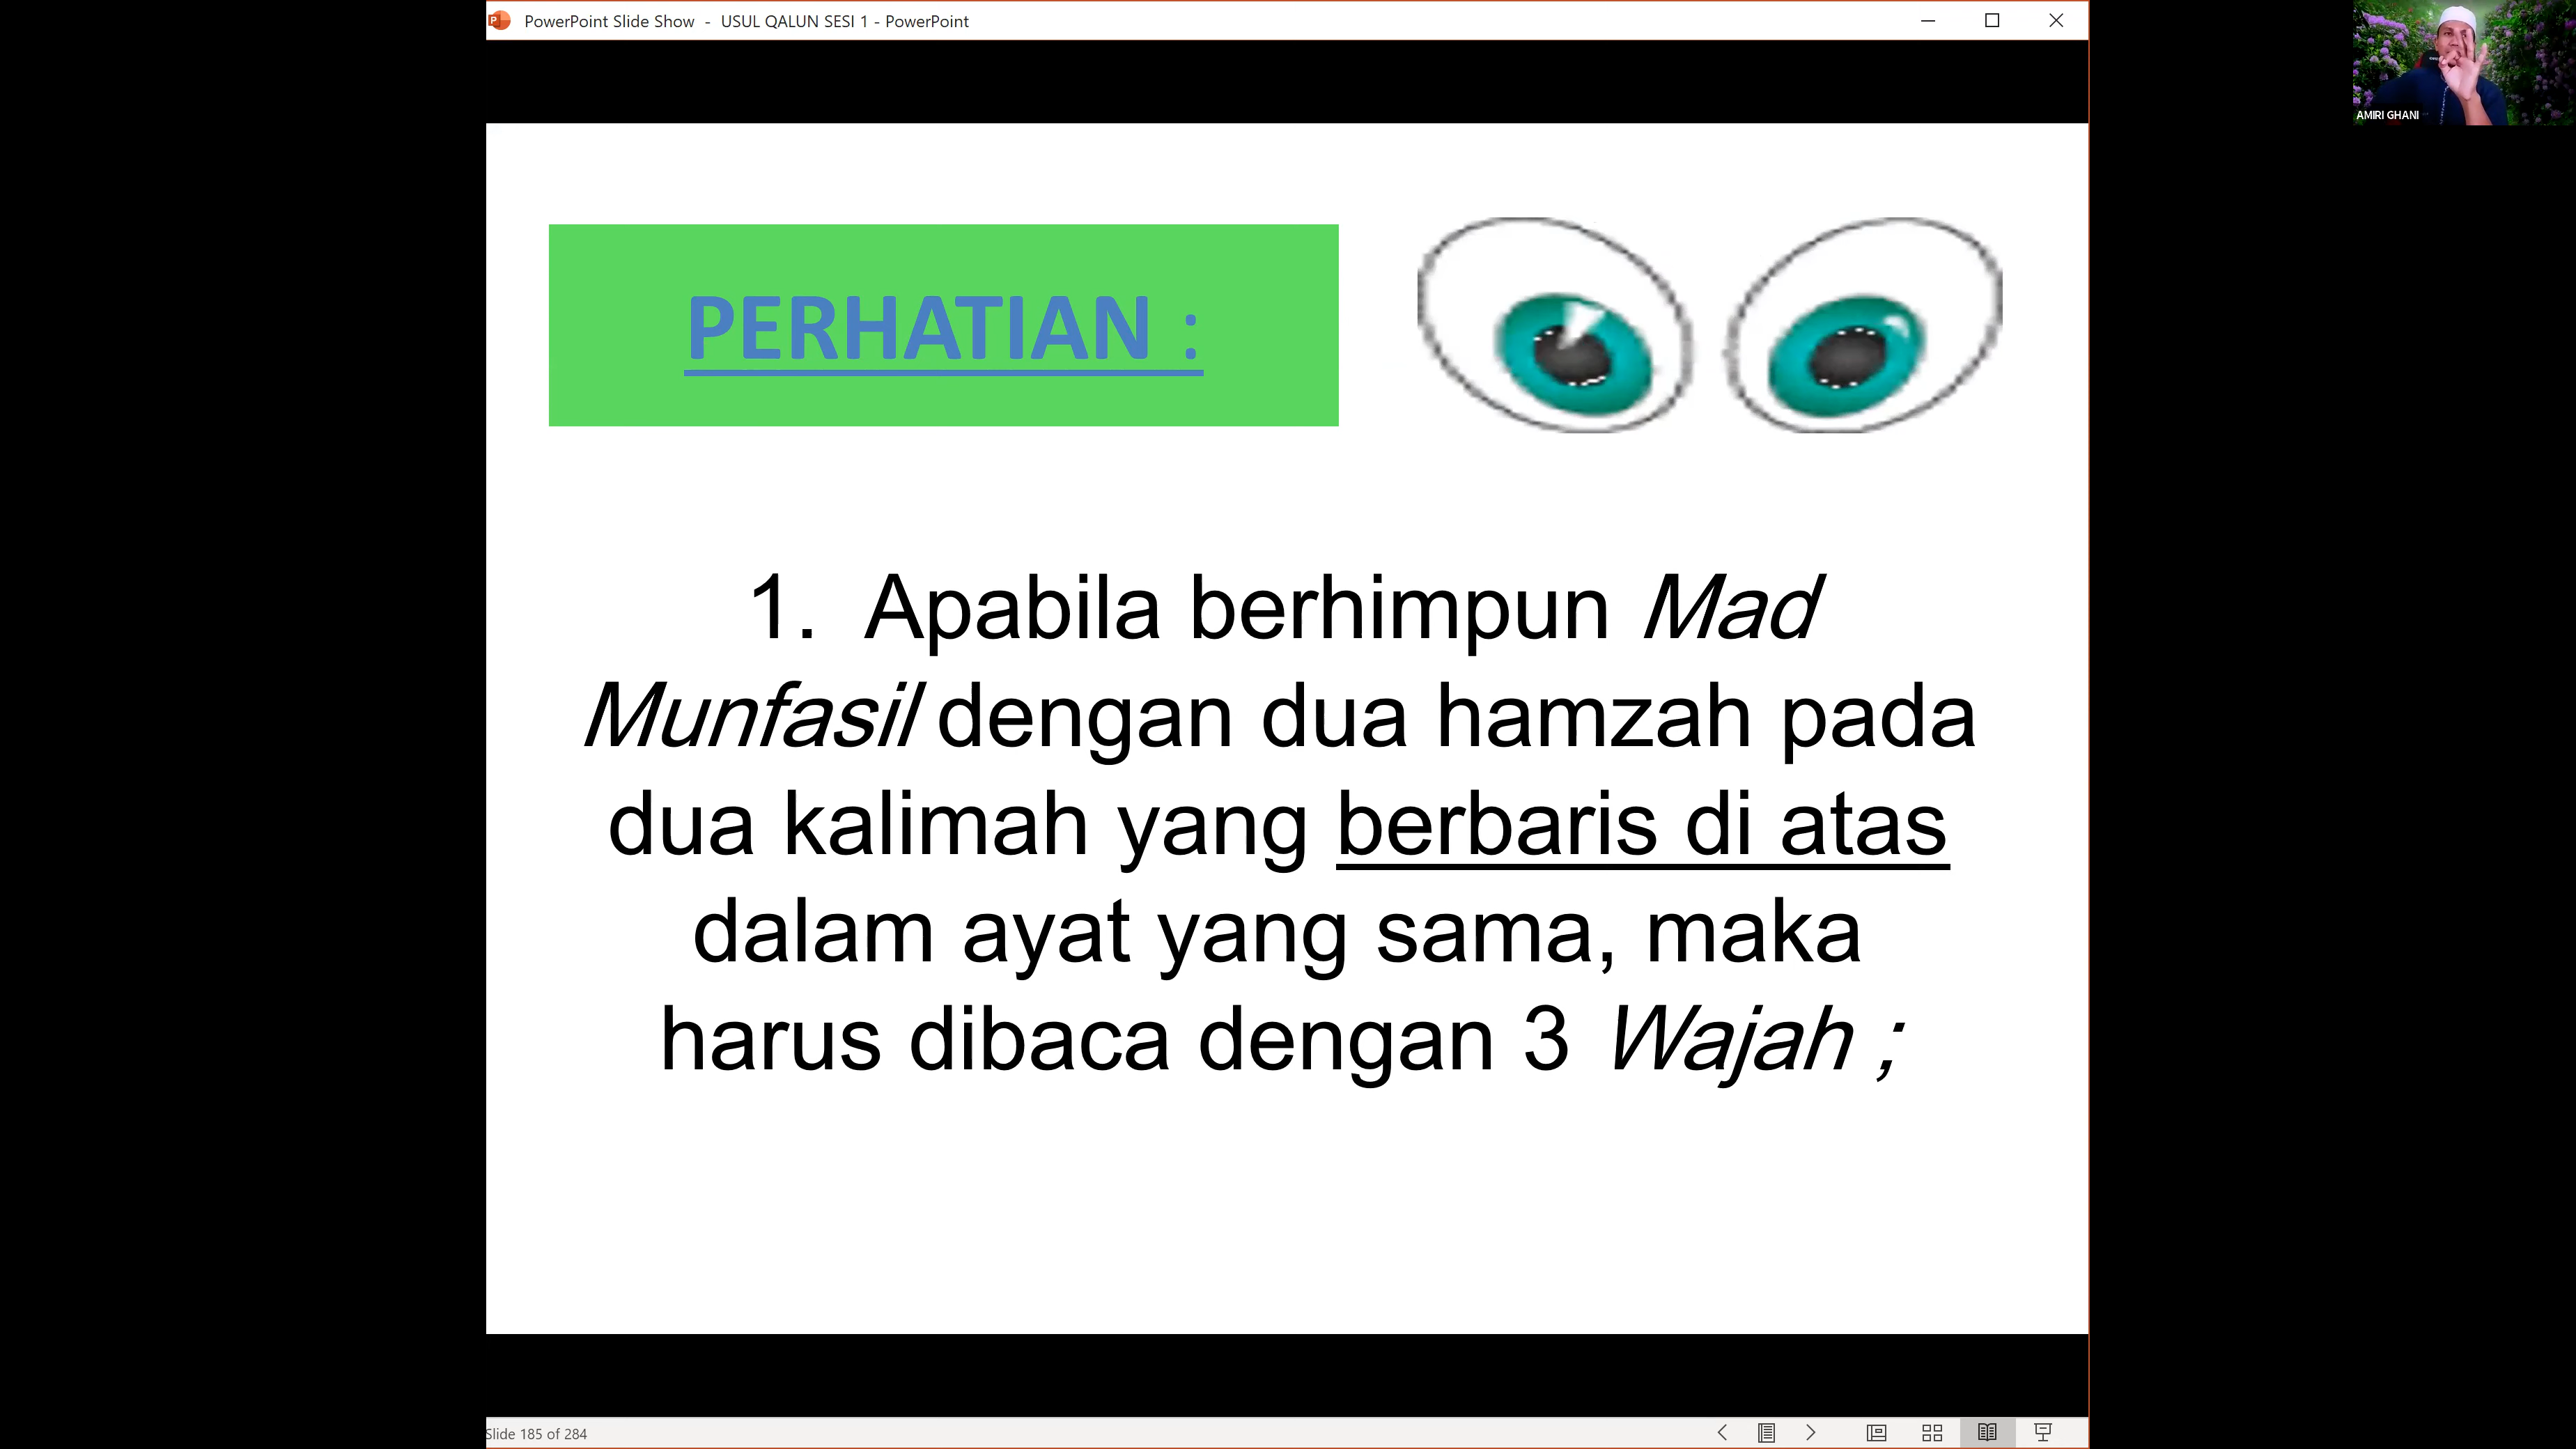 PowerPoint Slide Show - USUL QALUN SESI 1 - PowerPoint
AMIRI GHANI
PERHATIAN :
1. Apabila berhimpun Mad
Munfasil dengan dua hamzah pada
dua kalimah yang berbaris di atas
dalam ayat yang sama, maka
harus dibaca dengan 3 Wajah ;
Slide 185 of 284